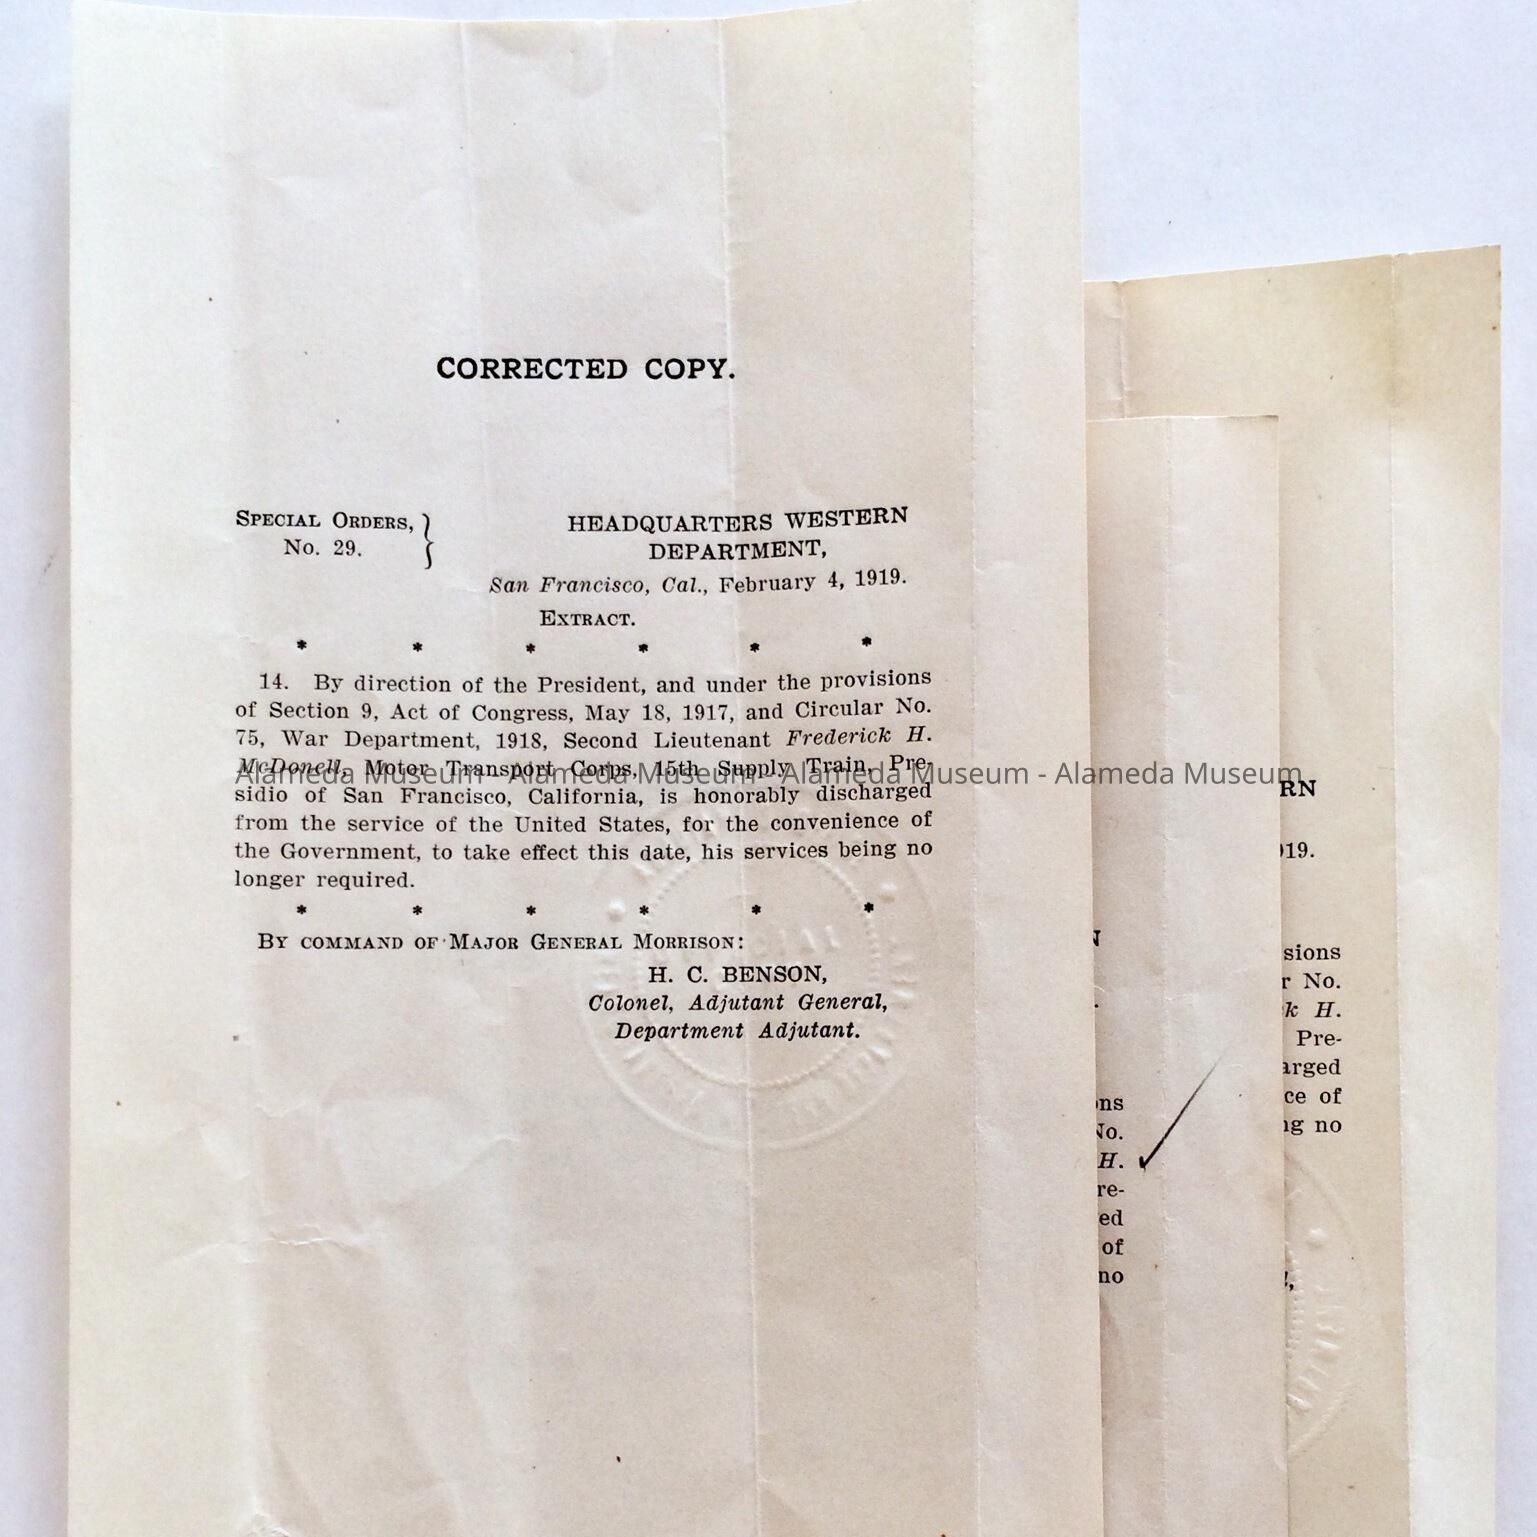 CORRECTED COPY.
SPECIAL ORDERS,
No. 29.
HEADQUARTERS WESTERN
DEPARTMENT,
San Francisco, Cal., February 4, 1919.
EXTRACT.
* * * * * *
14. By direction of the President, and under the provisions
of Section 9, Act of Congress, May 18, 1917, and Circular No.
75, War Department, 1918, Second Lieutenant Frederick H.
McDonell, Motor Transport Corps, 15th Supply Train, Pre-
Alameda Museum - Alameda Museum - Alameda Museum - Alameda Museum
sidio of San Francisco, California, is honorably discharged
from the service of the United States, for the convenience of
the Government, to take effect this date, his services being no
longer required.
* * * * * *
BY COMMAND OF MAJOR GENERAL MORRISON:
H. C. BENSON,
Colonel, Adjutant General,
Department Adjutant.
N
ons
No.
H.
re-
ed
of
no
RN
919.
sions
r No.
k H.
Pre-
arged
ce of
ng no